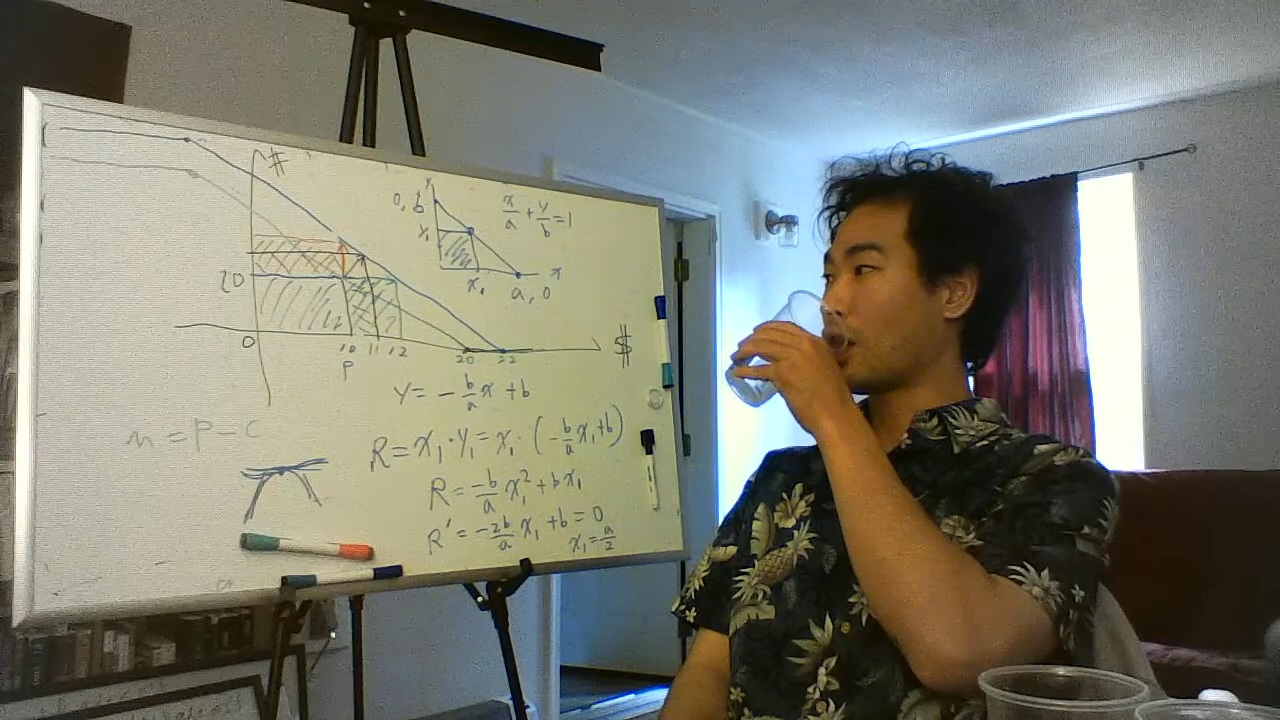 $
0, b
Y
Y₁
x/a + y/b = 1
x
x₁
a, 0
20
0
10 11 12
20 22
$
P
Y = - b/a x + b
n = P - C
R = x₁ · y₁ = x₁ · (- b/a x₁ + b)
R = -b/a x₁² + b x₁
R' = -2b/a x₁ + b = 0
x₁ = a/2